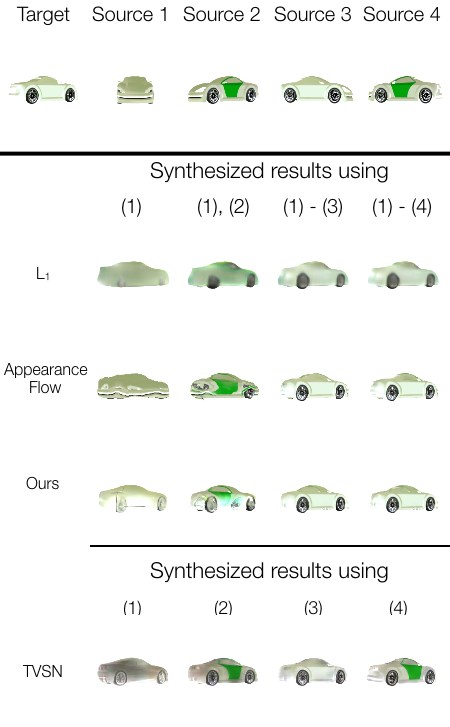 Target Source 1 Source 2 Source 3 Source 4
Synthesized results using
(1) (1), (2) (1) - (3) (1) - (4)
L₁
Appearance
Flow
Ours
Synthesized results using
(1) (2) (3) (4)
TVSN